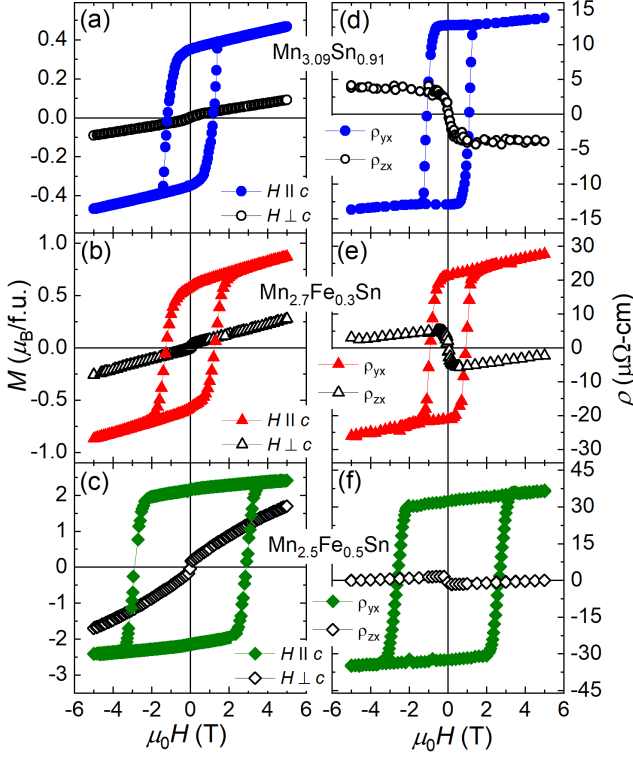 (a)
0.4
0.2
0.0
-0.2
-0.4
H || c
H ⊥ c
Mn3.09Sn0.91
(d)
15
10
5
0
-5
-10
-15
ρyx
ρzx
(b)
1.0
0.5
0.0
-0.5
-1.0
H || c
H ⊥ c
M (μB/f.u.)
Mn2.7Fe0.3Sn
(e)
30
20
10
0
-10
-20
-30
ρyx
ρzx
ρ (μΩ-cm)
(c)
2
1
0
-1
-2
-3
H || c
H ⊥ c
Mn2.5Fe0.5Sn
(f)
45
30
15
0
-15
-30
-45
ρyx
ρzx
-6 -4 -2 0 2 4 6
-6 -4 -2 0 2 4 6
μ0H (T)
μ0H (T)